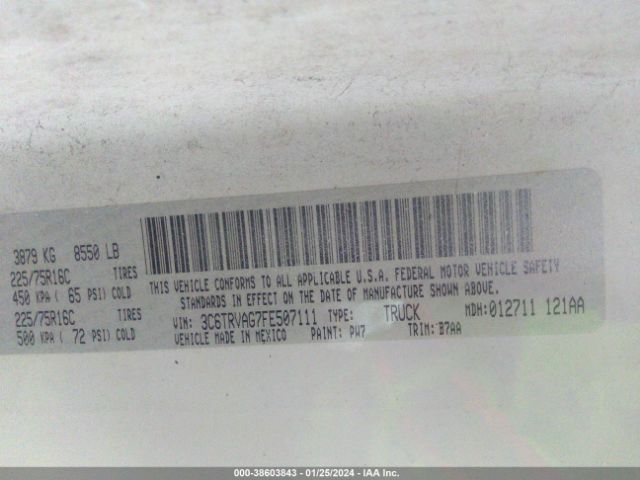 3879 KG 8550 LB
225/75R16C TIRES
450 KPA ( 65 PSI) COLD
225/75R16C TIRES
500 KPA ( 72 PSI) COLD
THIS VEHICLE CONFORMS TO ALL APPLICABLE U.S.A. FEDERAL MOTOR VEHICLE SAFETY
STANDARDS IN EFFECT ON THE DATE OF MANUFACTURE SHOWN ABOVE.
VIN: 3C6TRVAG7FE507111 TYPE: TRUCK MDH:012711 121AA
VEHICLE MADE IN MEXICO PAINT: PW7 TRIM: B7AA
000-38603843 - 01/25/2024 - IAA Inc.